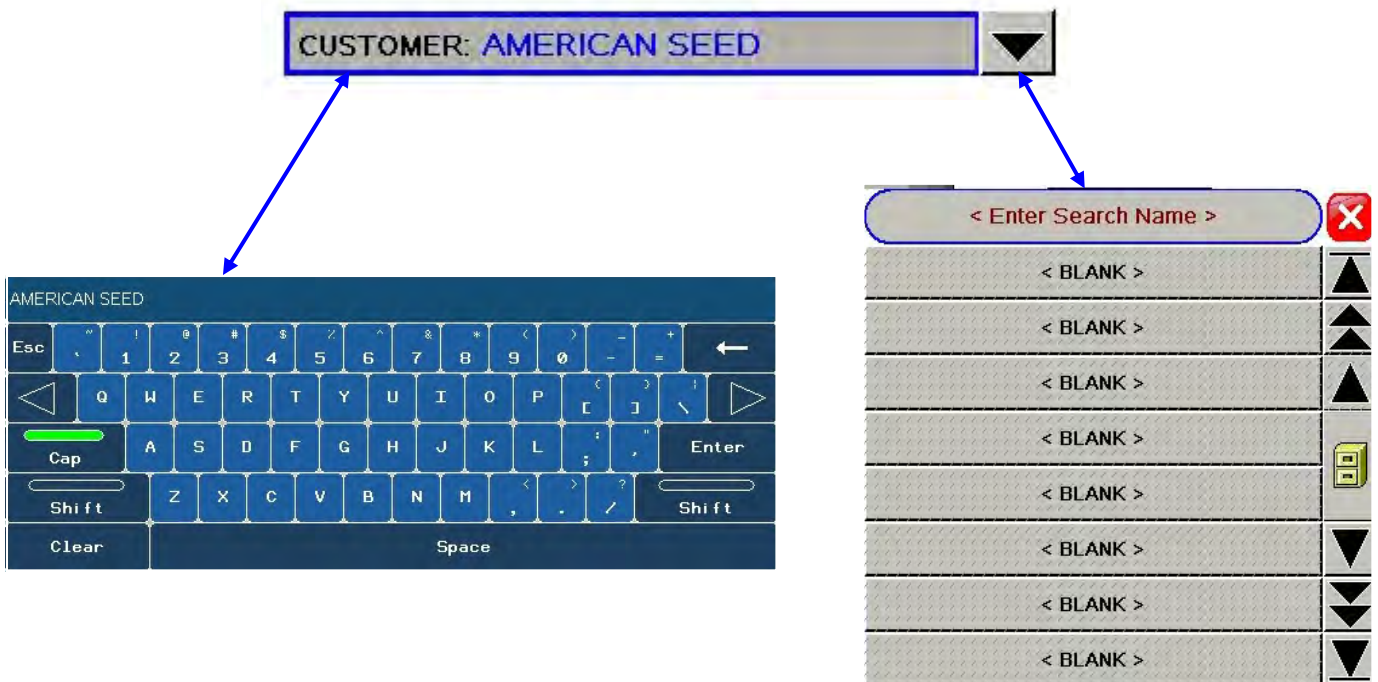 CUSTOMER: AMERICAN SEED
AMERICAN SEED
Esc ~ ` ! 1 @ 2 # 3 $ 4 % 5 ^ 6 & 7 * 8 ( 9 ) 0 _ - + =
Q W E R T Y U I O P { [ } ] | \
Cap A S D F G H J K L : ; " ' Enter
Shift Z X C V B N M < , > . ? / Shift
Clear Space
< Enter Search Name >
< BLANK >
< BLANK >
< BLANK >
< BLANK >
< BLANK >
< BLANK >
< BLANK >
< BLANK >